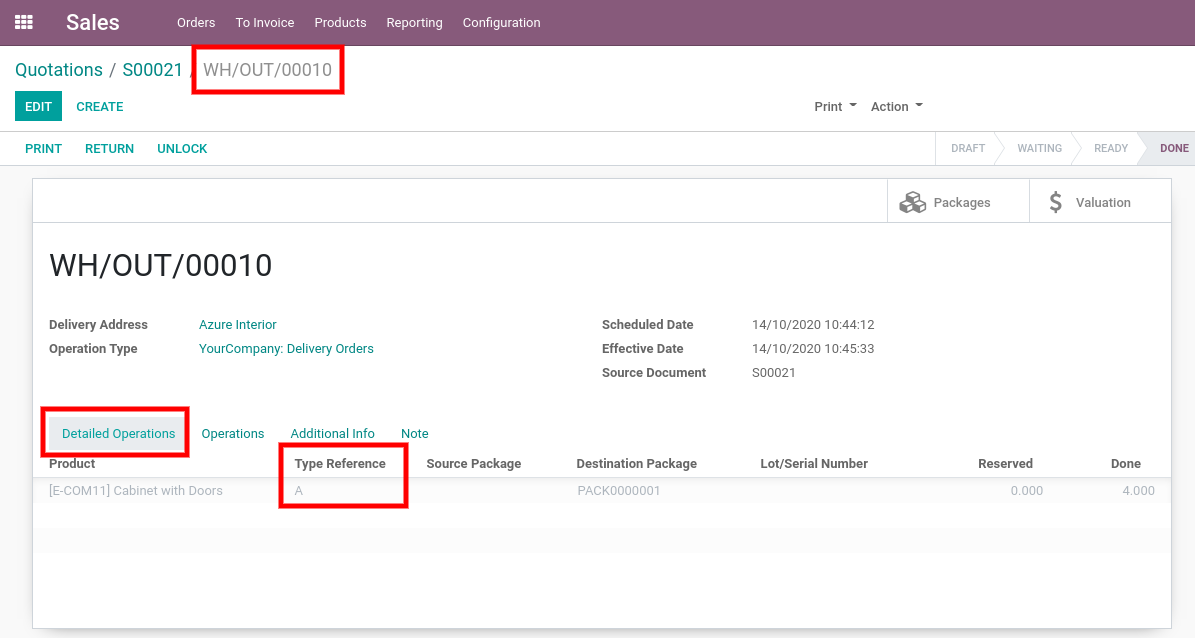 Sales Orders To Invoice Products Reporting Configuration
Quotations / S00021 / WH/OUT/00010
EDIT CREATE Print Action
PRINT RETURN UNLOCK DRAFT WAITING READY DONE
Packages Valuation
WH/OUT/00010
Delivery Address Azure Interior Scheduled Date 14/10/2020 10:44:12
Operation Type YourCompany: Delivery Orders Effective Date 14/10/2020 10:45:33
Source Document S00021
Detailed Operations Operations Additional Info Note
Product Type Reference Source Package Destination Package Lot/Serial Number Reserved Done
[E-COM11] Cabinet with Doors A PACK0000001 0.000 4.000